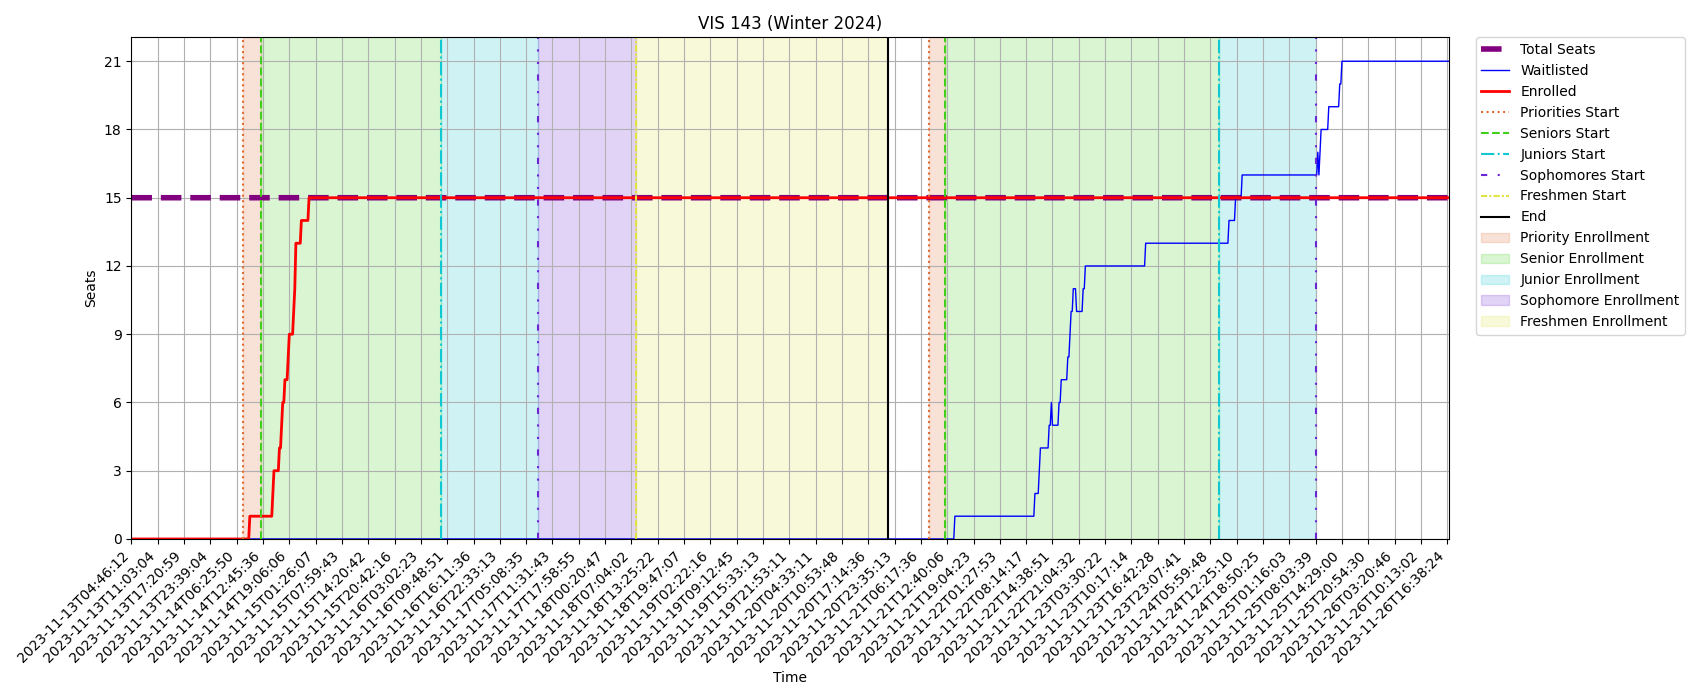 VIS 143 (Winter 2024)
Total Seats
Waitlisted
Enrolled
Priorities Start
Seniors Start
Juniors Start
Sophomores Start
Freshmen Start
End
Priority Enrollment
Senior Enrollment
Junior Enrollment
Sophomore Enrollment
Freshmen Enrollment
Seats
21
18
15
12
9
6
3
0
2023-11-13T04:46:12
2023-11-13T11:03:04
2023-11-13T17:20:59
2023-11-13T23:39:04
2023-11-14T06:25:50
2023-11-14T12:45:36
2023-11-14T19:06:06
2023-11-15T01:26:07
2023-11-15T07:59:43
2023-11-15T14:20:42
2023-11-15T20:42:16
2023-11-16T03:02:23
2023-11-16T09:48:51
2023-11-16T16:11:36
2023-11-16T22:33:13
2023-11-17T05:08:35
2023-11-17T11:31:43
2023-11-17T17:58:55
2023-11-18T00:20:47
2023-11-18T07:04:02
2023-11-18T13:25:22
2023-11-18T19:47:07
2023-11-19T02:22:16
2023-11-19T09:12:45
2023-11-19T15:33:13
2023-11-19T21:53:11
2023-11-20T04:33:11
2023-11-20T10:53:48
2023-11-20T17:14:36
2023-11-20T23:35:13
2023-11-21T06:17:36
2023-11-21T12:40:06
2023-11-21T19:04:23
2023-11-22T01:27:53
2023-11-22T08:14:17
2023-11-22T14:38:51
2023-11-22T21:04:32
2023-11-23T03:30:22
2023-11-23T10:17:14
2023-11-23T16:42:28
2023-11-23T23:07:41
2023-11-24T05:59:48
2023-11-24T12:25:10
2023-11-24T18:50:25
2023-11-25T01:16:03
2023-11-25T08:03:39
2023-11-25T14:29:00
2023-11-25T20:54:30
2023-11-26T03:20:46
2023-11-26T10:13:02
2023-11-26T16:38:24
Time